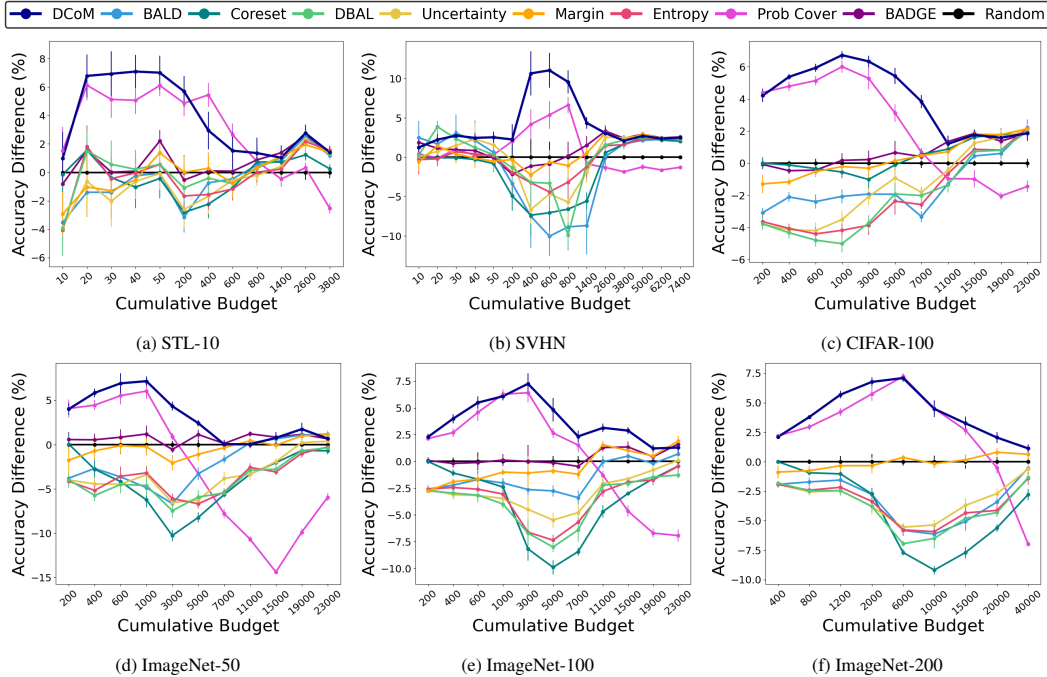 DCoM BALD Coreset DBAL Uncertainty Margin Entropy Prob Cover BADGE Random
Accuracy Difference (%)
8
6
4
2
0
−2
−4
−6
10 20 30 40 50 200 400 600 800 1400 2600 3800
Cumulative Budget
(a) STL-10
Accuracy Difference (%)
10
5
0
−5
−10
10 20 30 40 50 200 400 600 800 1400 2600 3800 5000 6200 7400
Cumulative Budget
(b) SVHN
Accuracy Difference (%)
6
4
2
0
−2
−4
−6
200 400 600 1000 3000 5000 7000 11000 15000 19000 23000
Cumulative Budget
(c) CIFAR-100
Accuracy Difference (%)
5
0
−5
−10
−15
200 400 600 1000 3000 5000 7000 11000 15000 19000 23000
Cumulative Budget
(d) ImageNet-50
Accuracy Difference (%)
7.5
5.0
2.5
0.0
−2.5
−5.0
−7.5
−10.0
200 400 600 1000 3000 5000 7000 11000 15000 19000 23000
Cumulative Budget
(e) ImageNet-100
Accuracy Difference (%)
7.5
5.0
2.5
0.0
−2.5
−5.0
−7.5
−10.0
400 800 1200 2000 6000 10000 15000 20000 40000
Cumulative Budget
(f) ImageNet-200